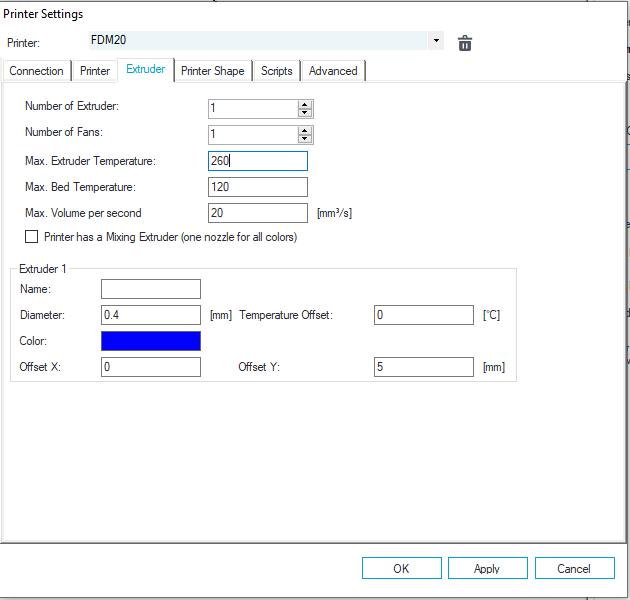 Printer Settings
Printer: FDM20
Connection Printer Extruder Printer Shape Scripts Advanced
Number of Extruder: 1
Number of Fans: 1
Max. Extruder Temperature: 260
Max. Bed Temperature: 120
Max. Volume per second 20 [mm³/s]
Printer has a Mixing Extruder (one nozzle for all colors)
Extruder 1
Name:
Diameter: 0.4 [mm] Temperature Offset: 0 [°C]
Color:
Offset X: 0 Offset Y: 5 [mm]
OK Apply Cancel